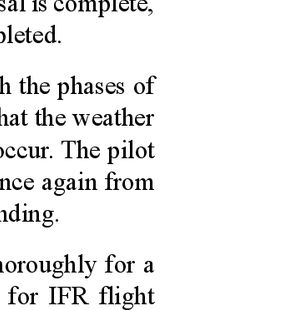 sal is complete,
pleted.
h the phases of
hat the weather
occur. The pilot
nce again from
nding.
horoughly for a
for IFR flight